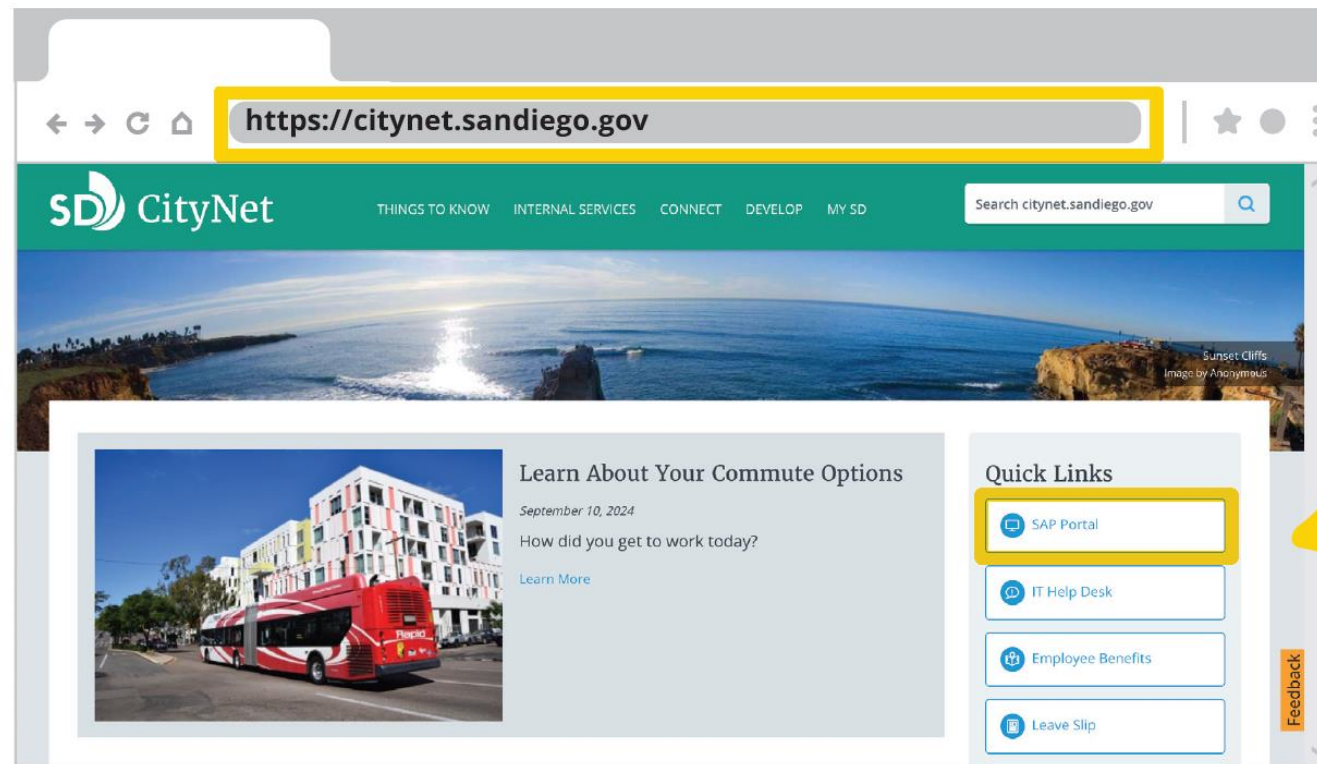 https://citynet.sandiego.gov
SD CityNet
THINGS TO KNOW INTERNAL SERVICES CONNECT DEVELOP MY SD
Search citynet.sandiego.gov
Sunset Cliffs
Image by Anonymous
Learn About Your Commute Options
September 10, 2024
How did you get to work today?
Learn More
Rapid
Quick Links
SAP Portal
IT Help Desk
Employee Benefits
Leave Slip
Feedback